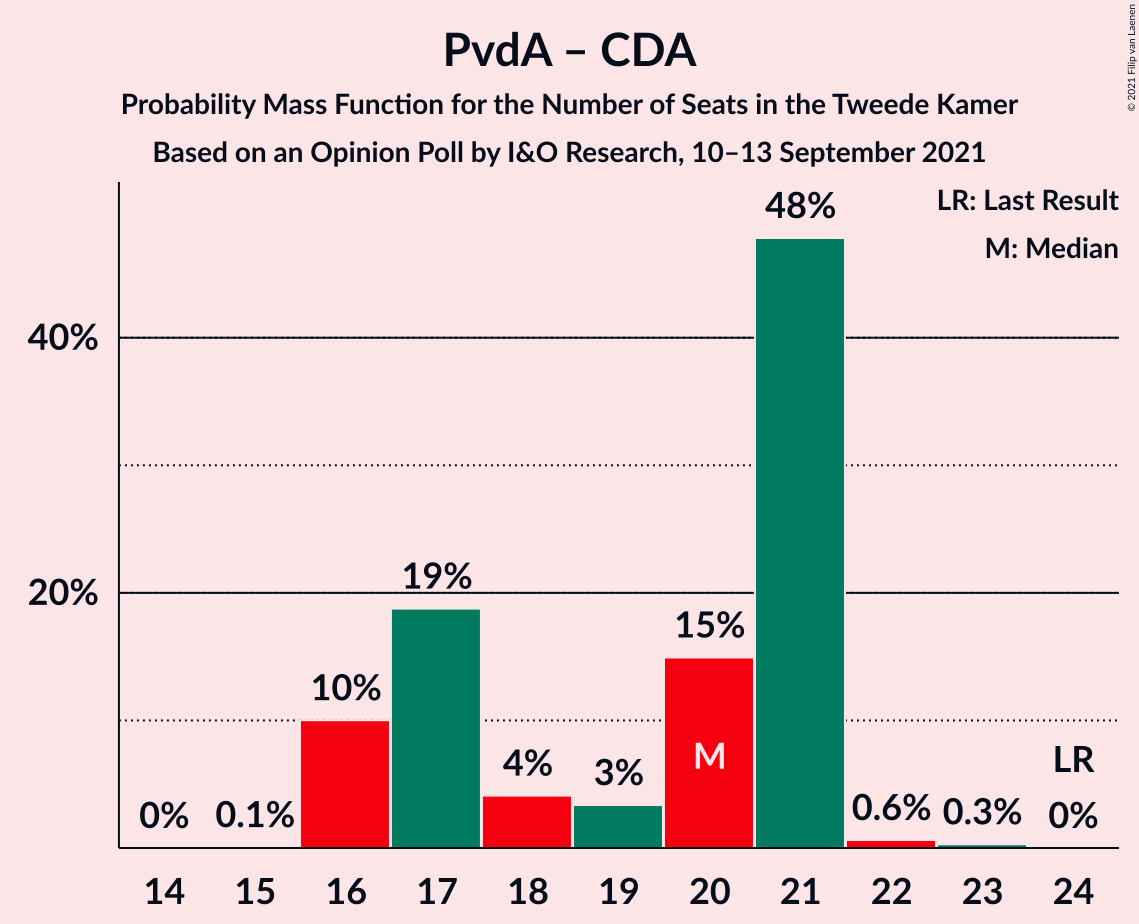 PvdA – CDA
Probability Mass Function for the Number of Seats in the Tweede Kamer
Based on an Opinion Poll by I&O Research, 10–13 September 2021
© 2021 Filip van Laenen
LR: Last Result
M: Median
48%
40%
19%
20%
15%
10%
M
LR
4%
3%
0%
0.1%
0.6%
0.3%
0%
14 15 16 17 18 19 20 21 22 23 24